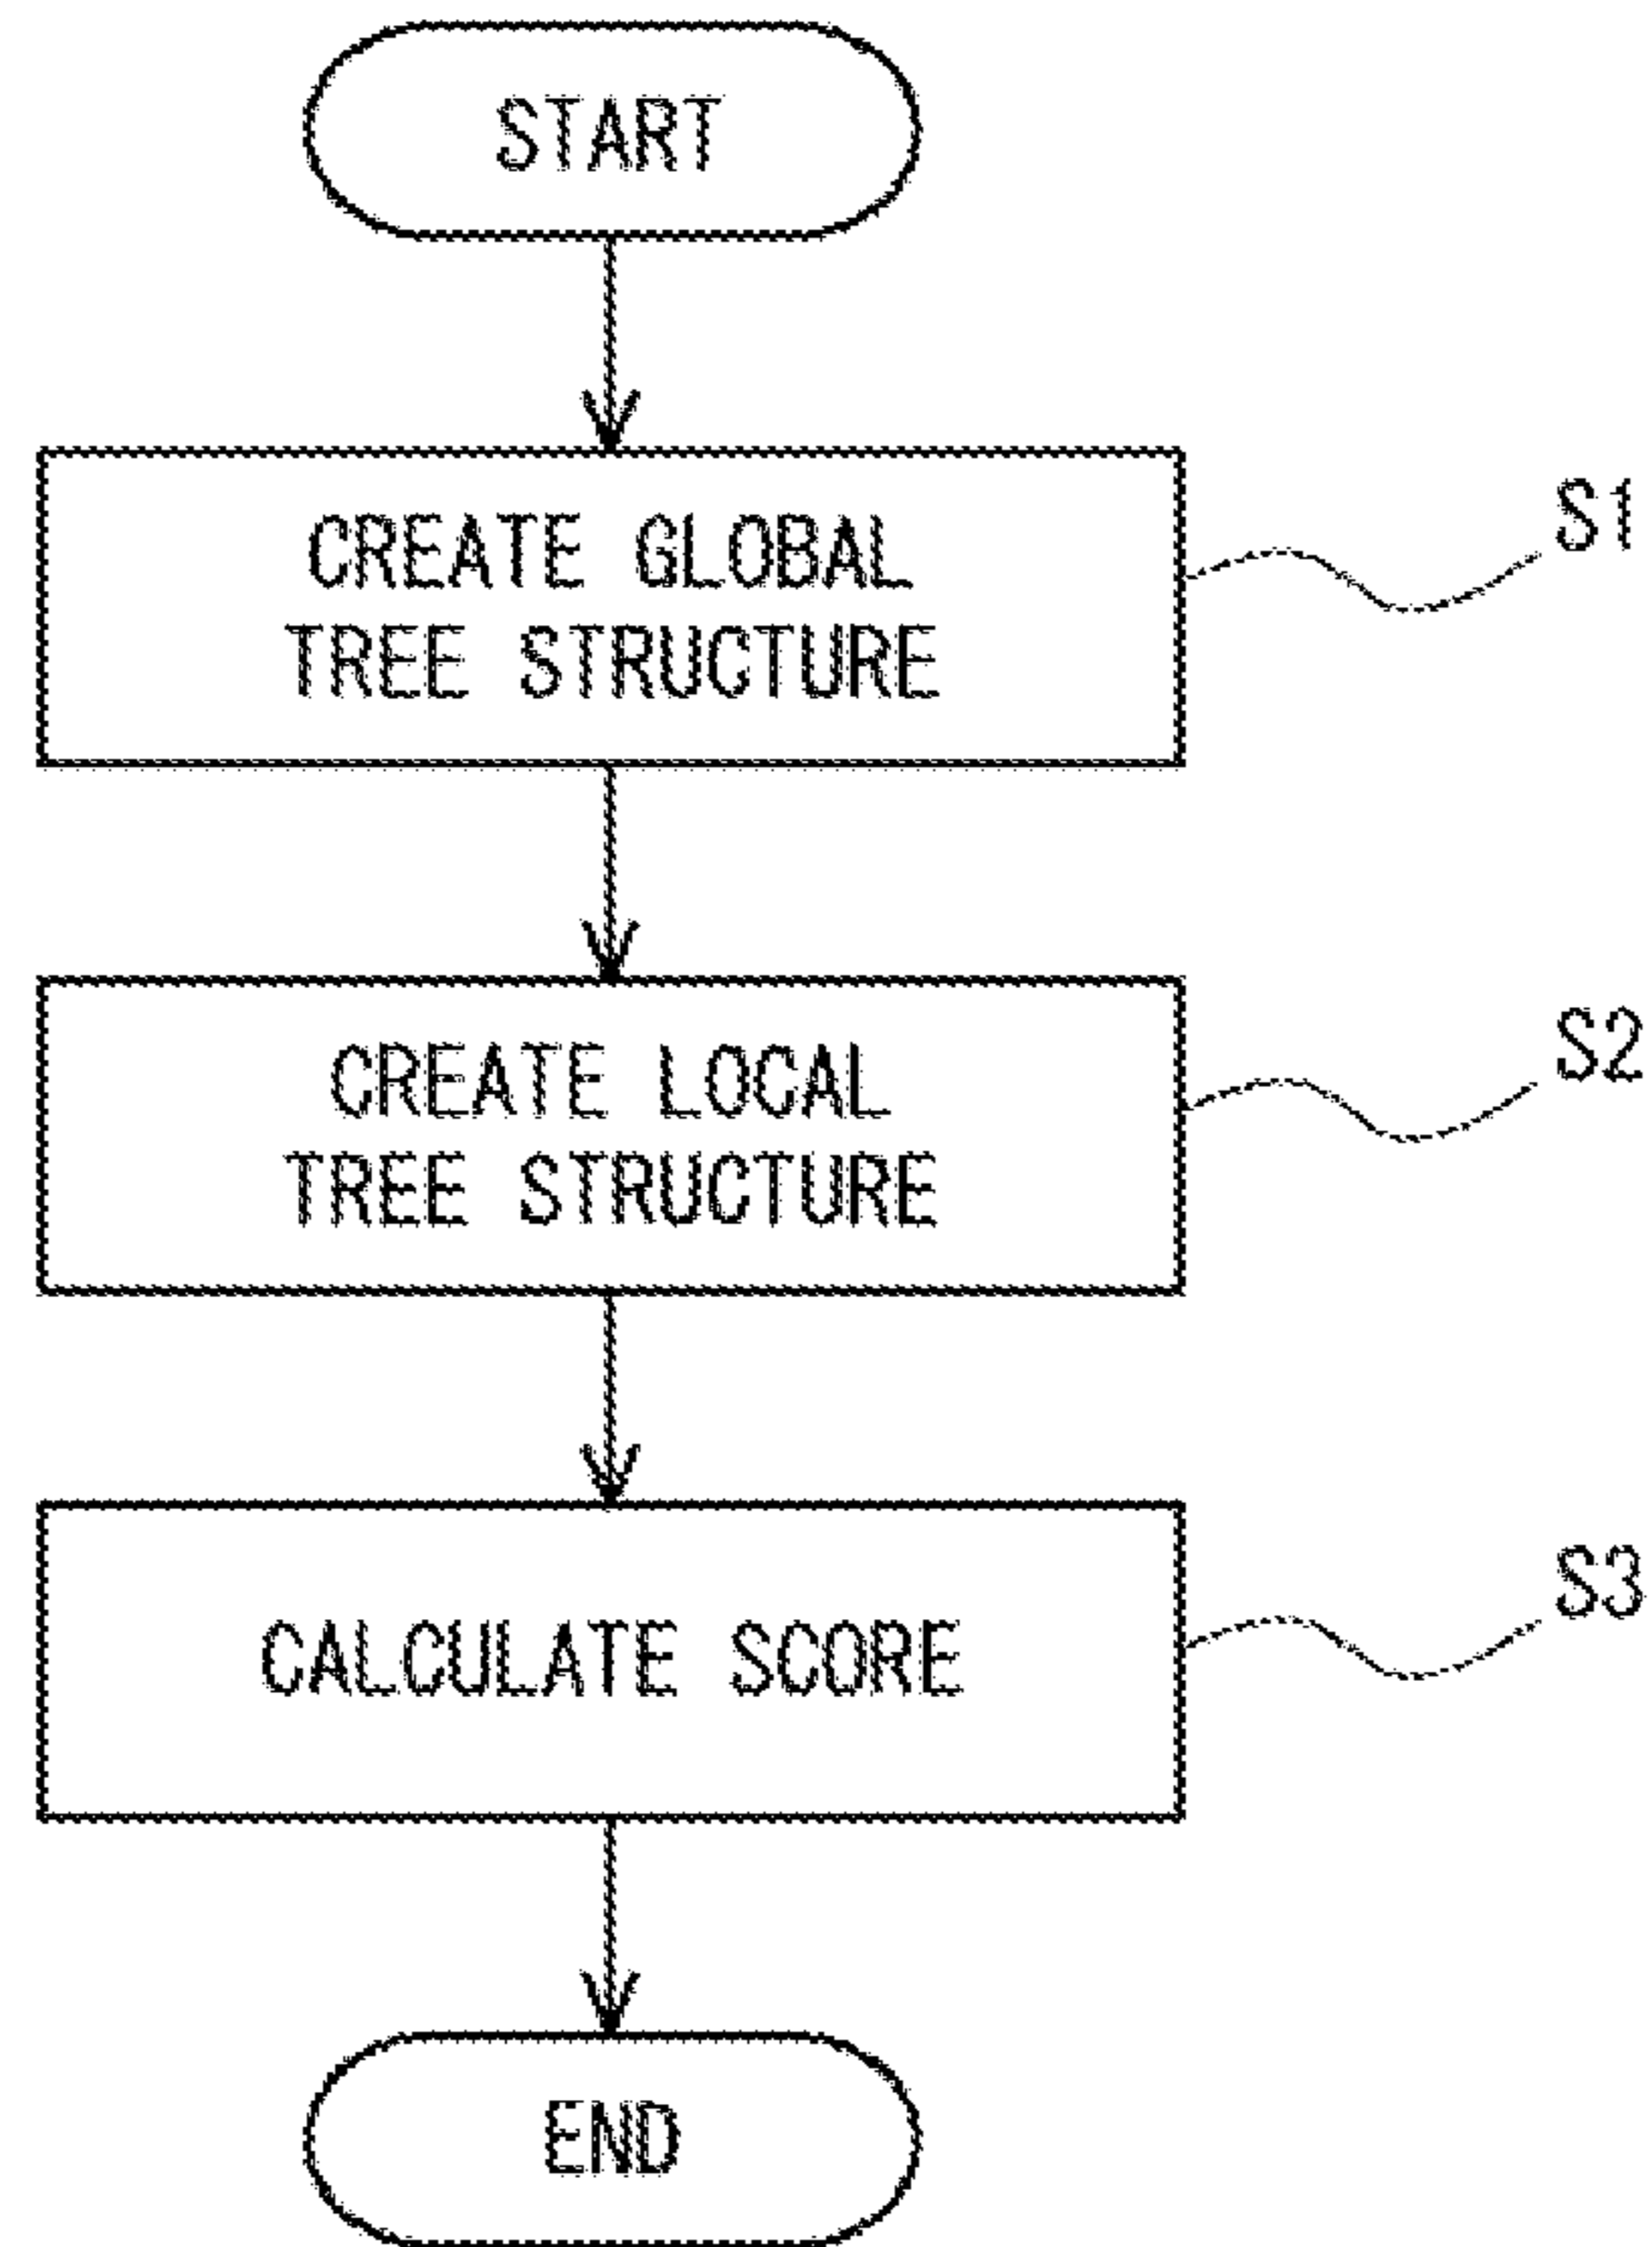 START
CREATE GLOBAL
TREE STRUCTURE
S1
CREATE LOCAL
TREE STRUCTURE
S2
CALCULATE SCORE
S3
END